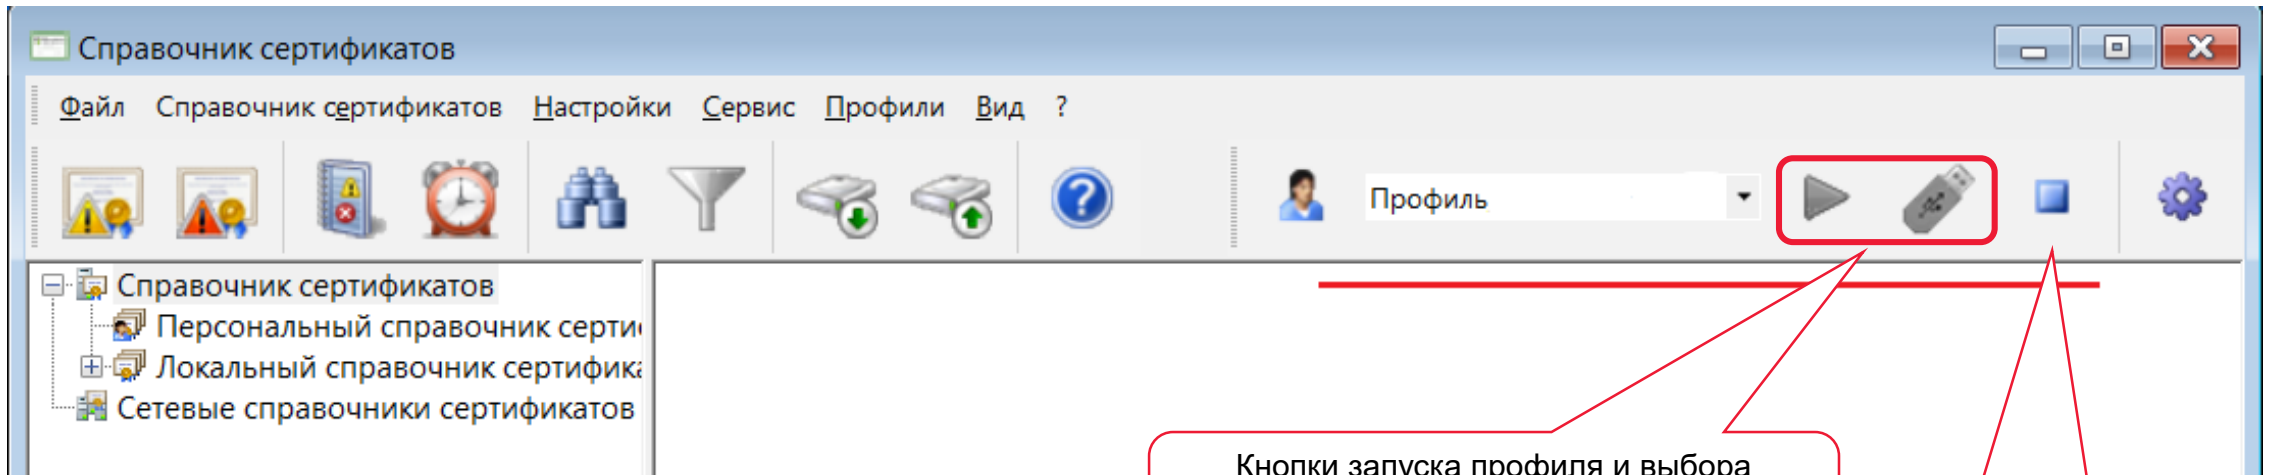 Справочник сертификатов
Файл Справочник сертификатов Настройки Сервис Профили Вид ?
Профиль
Справочник сертификатов
Персональный справочник серти
Локальный справочник сертифика
Сетевые справочники сертификатов
Кнопки запуска профиля и выбора